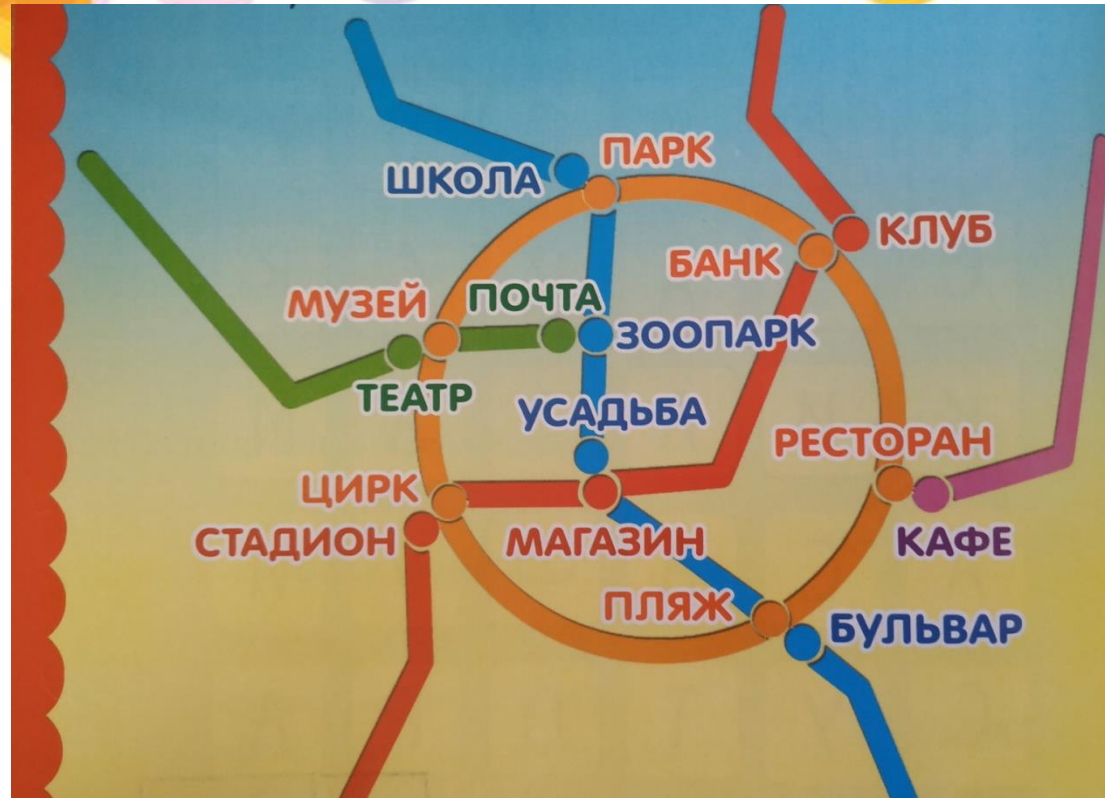 ПАРК
ШКОЛА
КЛУБ
БАНК
МУЗЕЙ
ПОЧТА
ЗООПАРК
ТЕАТР
УСАДЬБА
РЕСТОРАН
ЦИРК
СТАДИОН
МАГАЗИН
КАФЕ
ПЛЯЖ
БУЛЬВАР